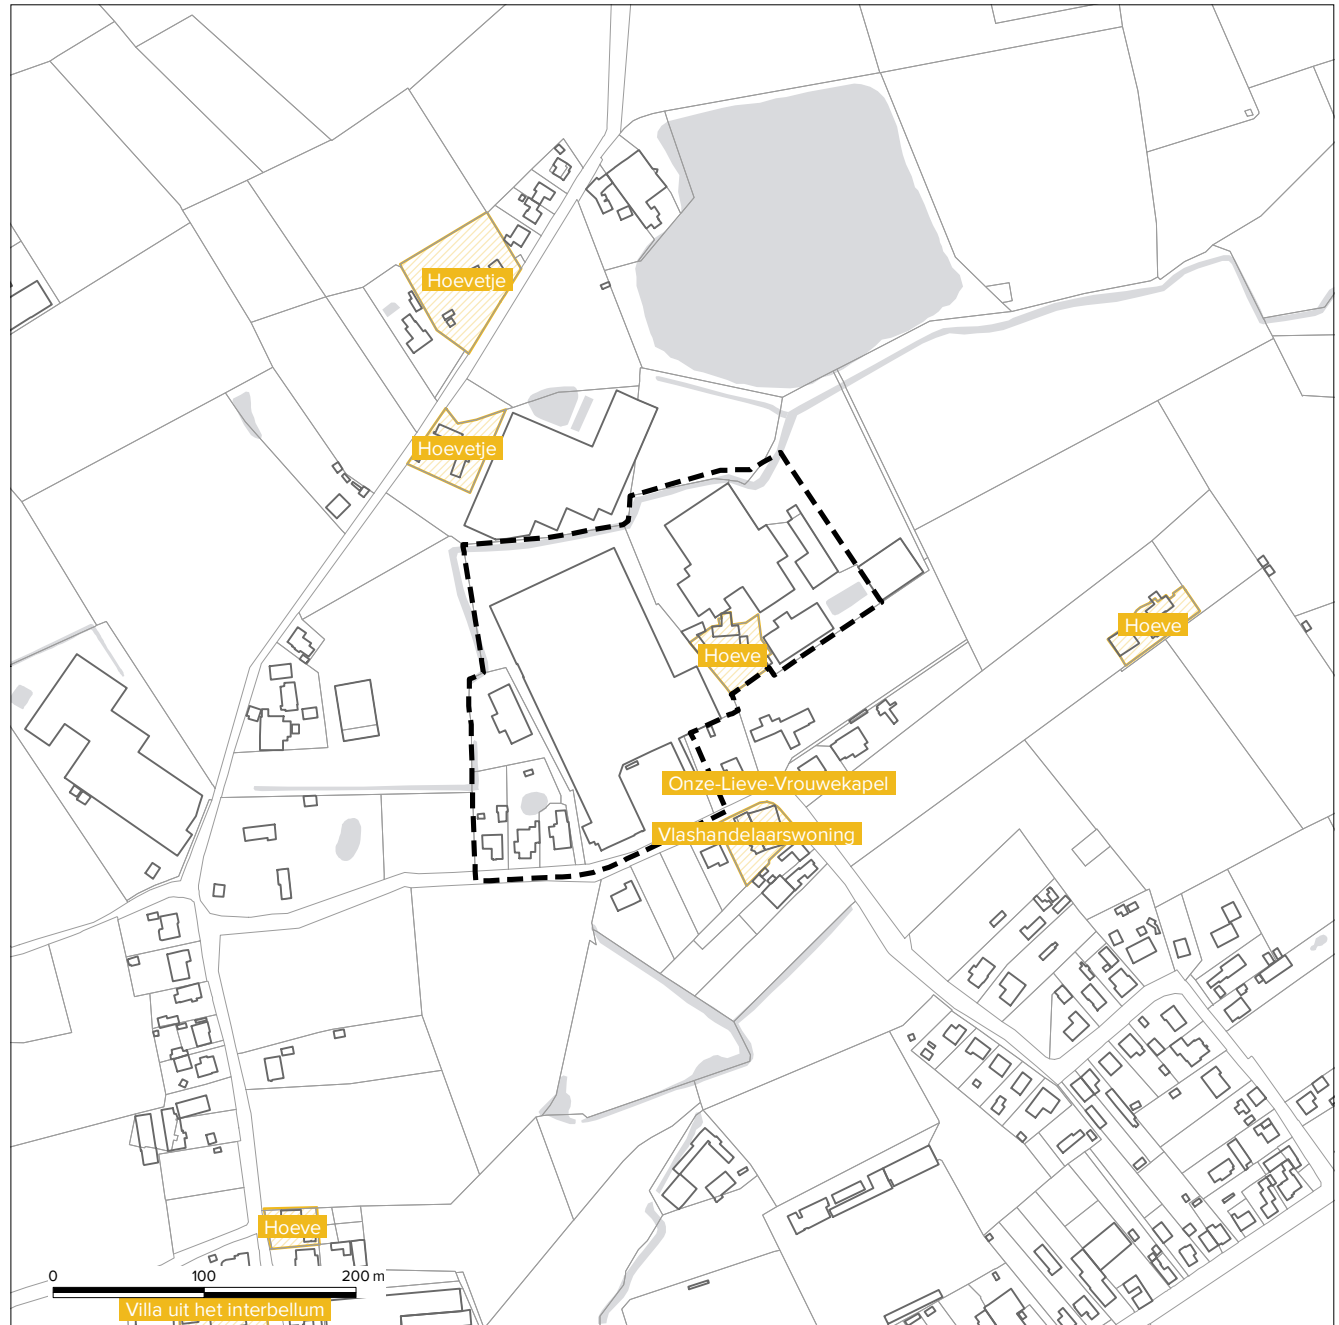 Hoevetje
Hoevetje
Hoeve
Hoeve
Onze-Lieve-Vrouwekapel
Vlashandelaarswoning
Hoeve
0 100 200 m
Villa uit het interbellum